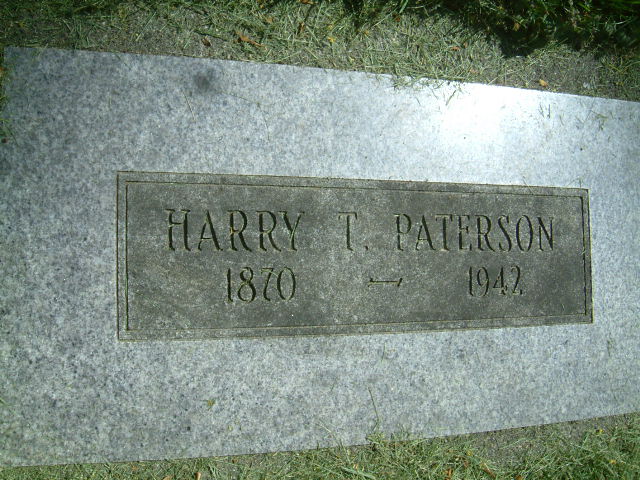 HARRY T. PATERSON
1870 — 1942